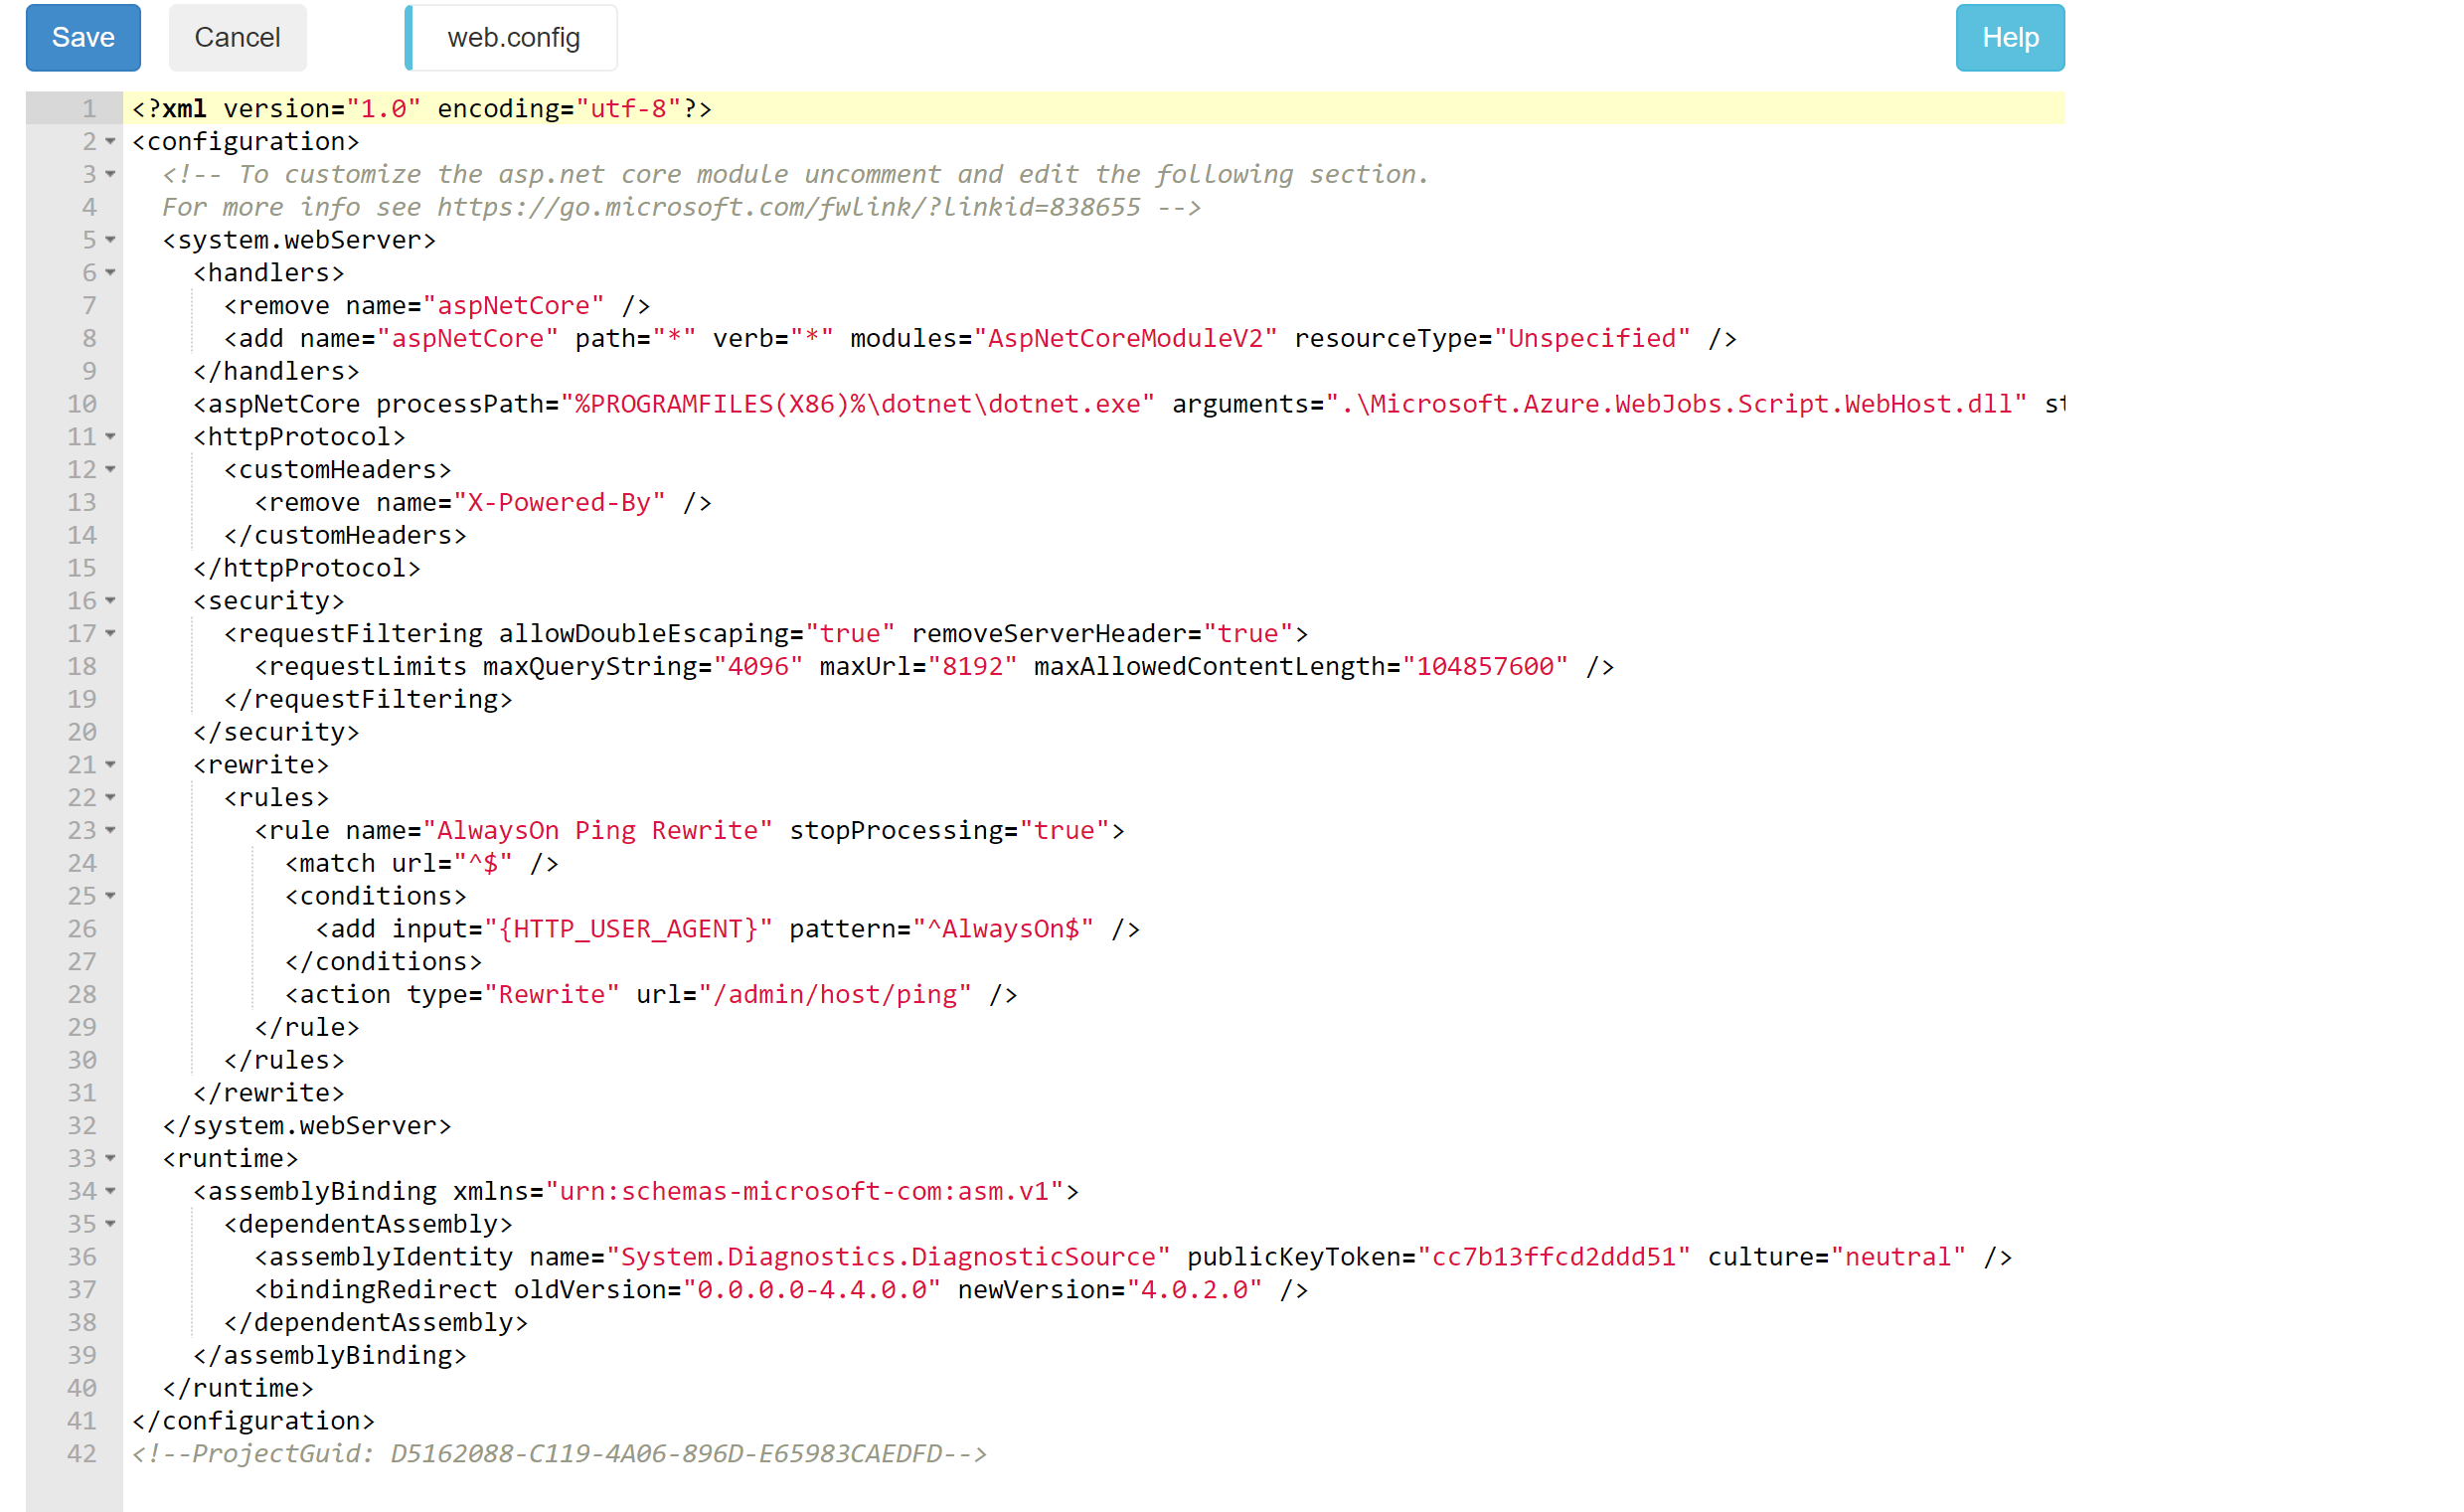 Save Cancel web.config Help
1 <?xml version="1.0" encoding="utf-8"?>
2 <configuration>
3 <!-- To customize the asp.net core module uncomment and edit the following section.
4 For more info see https://go.microsoft.com/fwlink/?linkid=838655 -->
5 <system.webServer>
6 <handlers>
7 <remove name="aspNetCore" />
8 <add name="aspNetCore" path="*" verb="*" modules="AspNetCoreModuleV2" resourceType="Unspecified" />
9 </handlers>
10 <aspNetCore processPath="%PROGRAMFILES(X86)%\dotnet\dotnet.exe" arguments=".\Microsoft.Azure.WebJobs.Script.WebHost.dll" st
11 <httpProtocol>
12 <customHeaders>
13 <remove name="X-Powered-By" />
14 </customHeaders>
15 </httpProtocol>
16 <security>
17 <requestFiltering allowDoubleEscaping="true" removeServerHeader="true">
18 <requestLimits maxQueryString="4096" maxUrl="8192" maxAllowedContentLength="104857600" />
19 </requestFiltering>
20 </security>
21 <rewrite>
22 <rules>
23 <rule name="AlwaysOn Ping Rewrite" stopProcessing="true">
24 <match url="^$" />
25 <conditions>
26 <add input="{HTTP_USER_AGENT}" pattern="^AlwaysOn$" />
27 </conditions>
28 <action type="Rewrite" url="/admin/host/ping" />
29 </rule>
30 </rules>
31 </rewrite>
32 </system.webServer>
33 <runtime>
34 <assemblyBinding xmlns="urn:schemas-microsoft-com:asm.v1">
35 <dependentAssembly>
36 <assemblyIdentity name="System.Diagnostics.DiagnosticSource" publicKeyToken="cc7b13ffcd2ddd51" culture="neutral" />
37 <bindingRedirect oldVersion="0.0.0.0-4.4.0.0" newVersion="4.0.2.0" />
38 </dependentAssembly>
39 </assemblyBinding>
40 </runtime>
41 </configuration>
42 <!--ProjectGuid: D5162088-C119-4A06-896D-E65983CAEDFD-->